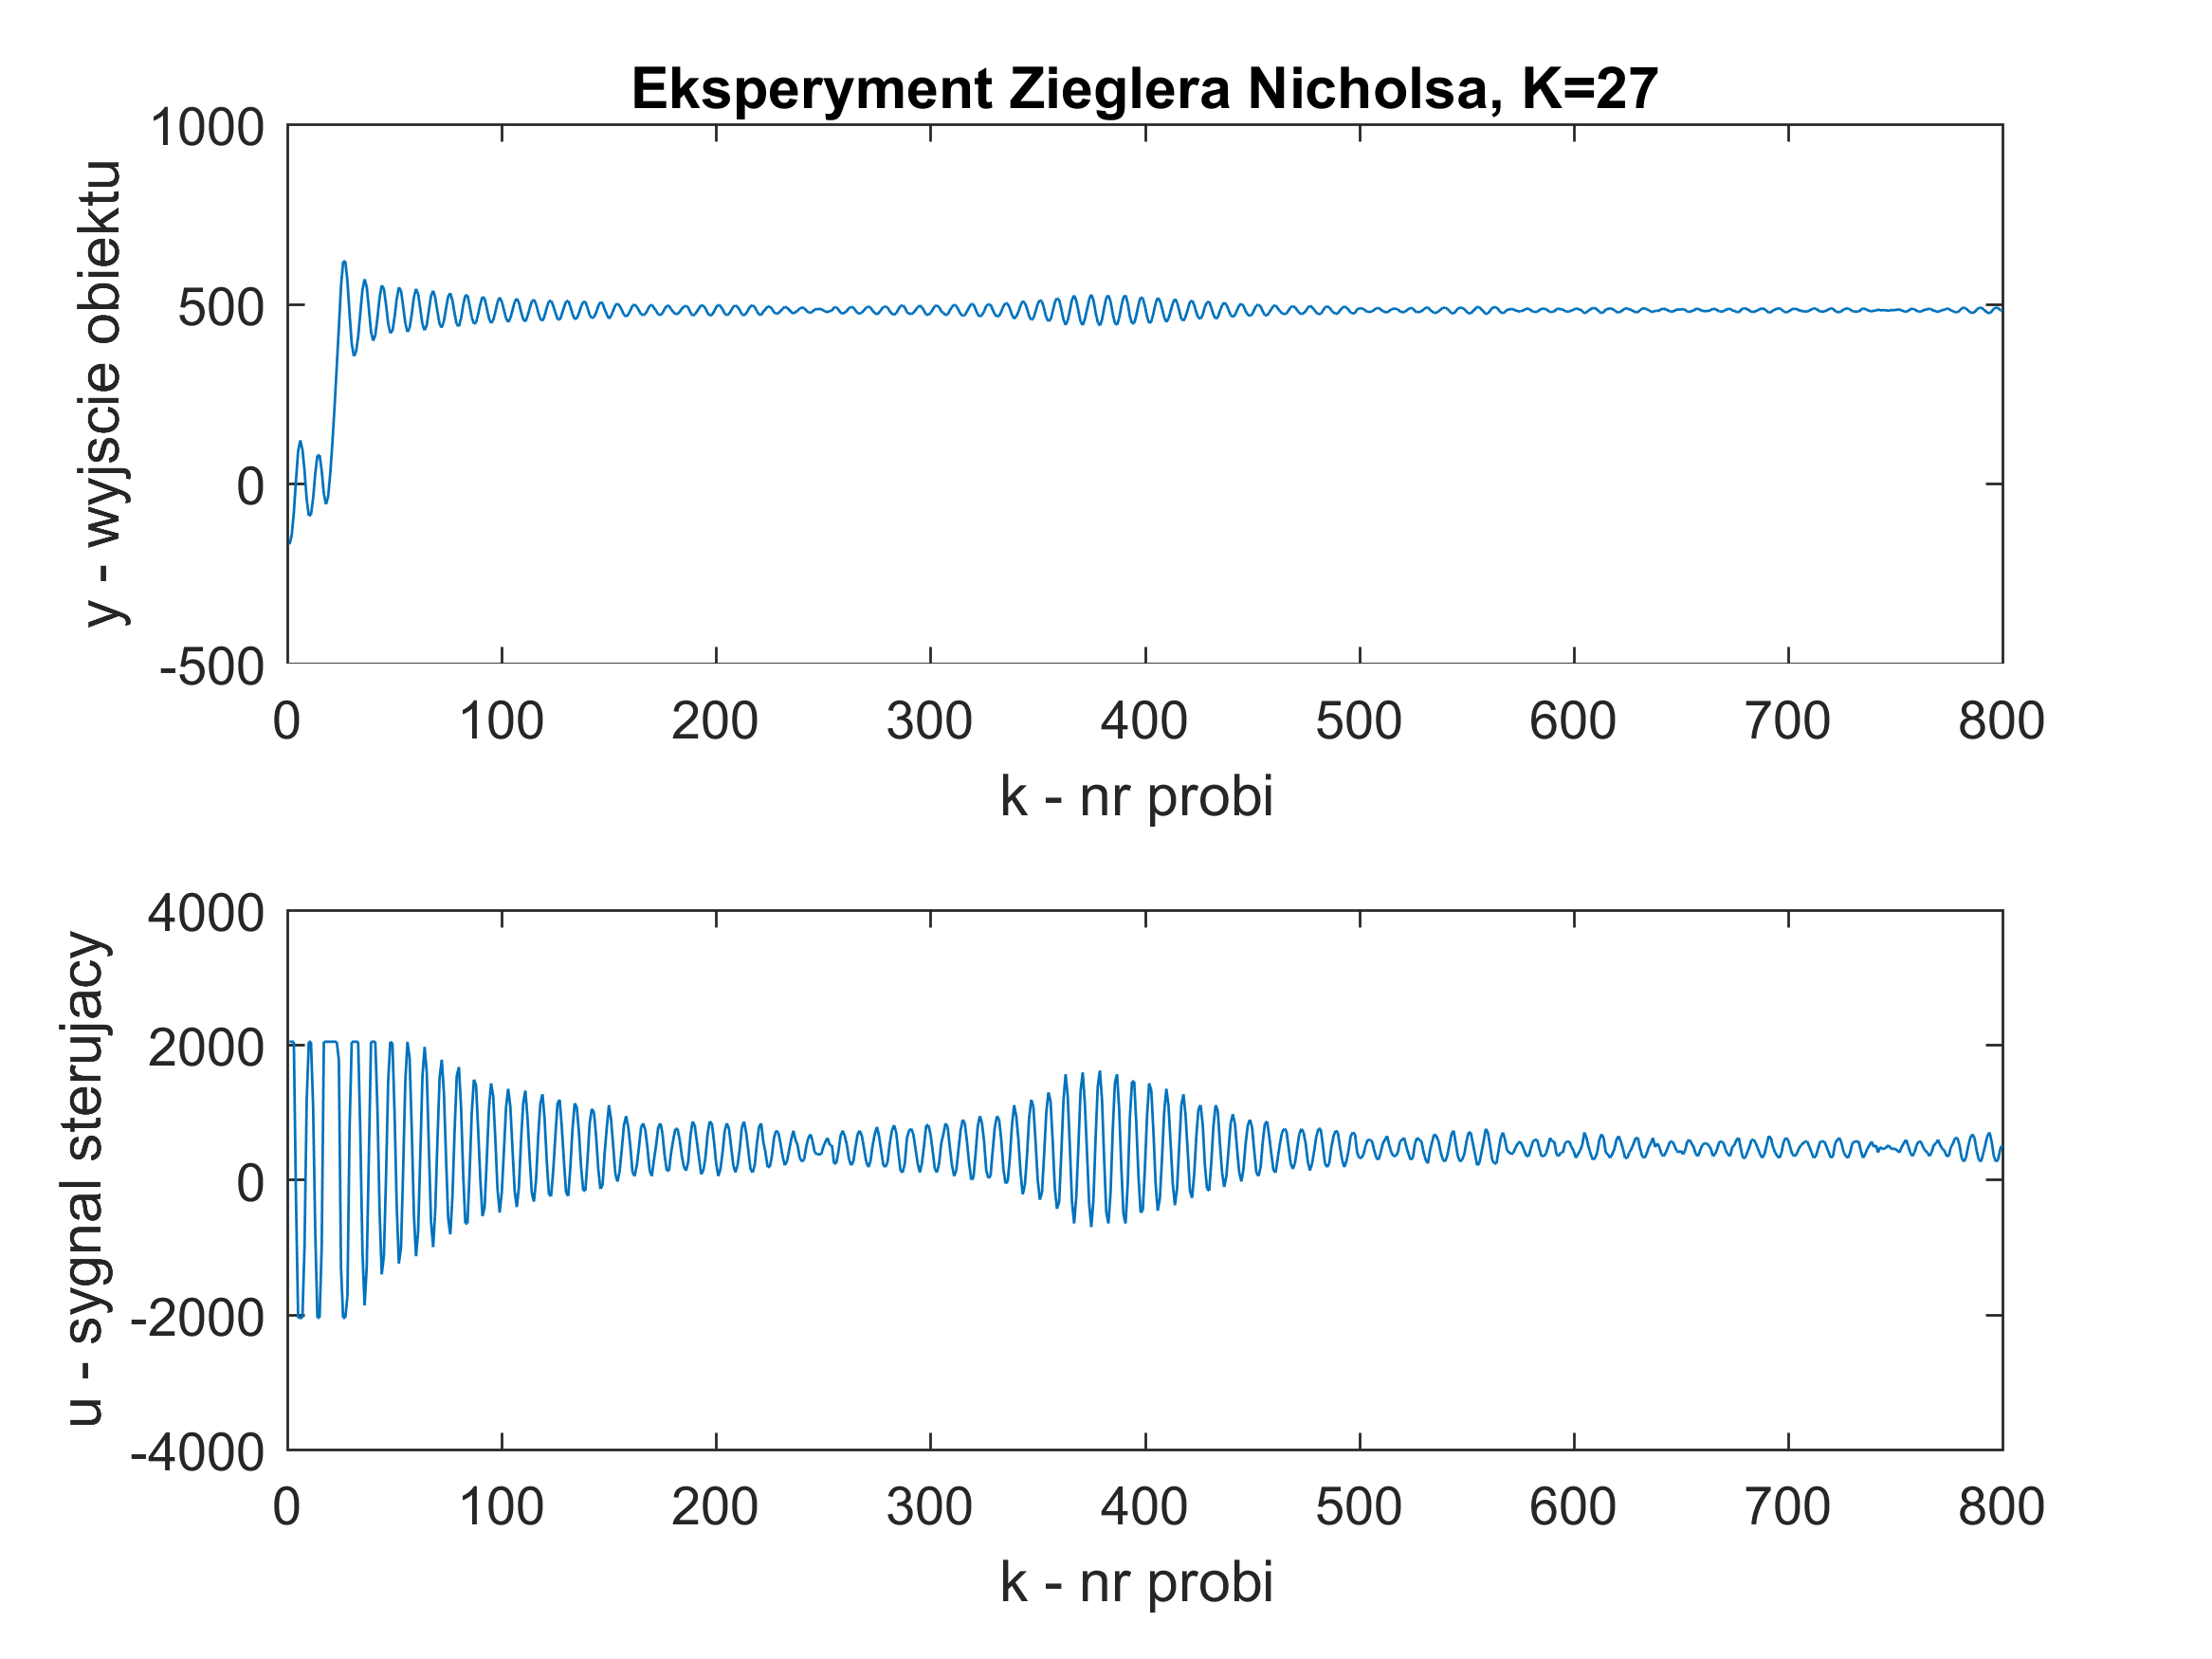 Eksperyment Zieglera Nicholsa, K=27
1000
500
0
-500
y - wyjscie obiektu
0 100 200 300 400 500 600 700 800
k - nr probi
4000
2000
0
-2000
-4000
u - sygnal sterujacy
0 100 200 300 400 500 600 700 800
k - nr probi